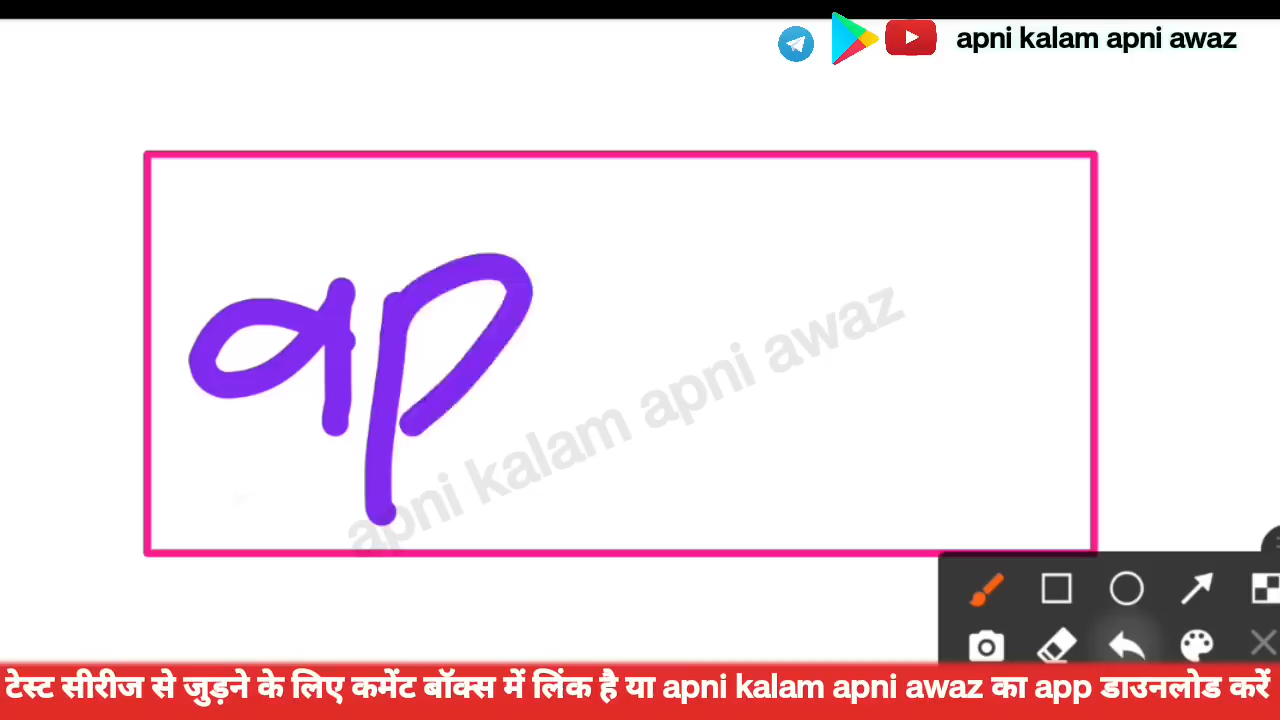 apni kalam apni awaz
ap
apni kalam apni awaz
टेस्ट सीरीज से जुड़ने के लिए कमेंट बॉक्स में लिंक है या apni kalam apni awaz का app डाउनलोड करें